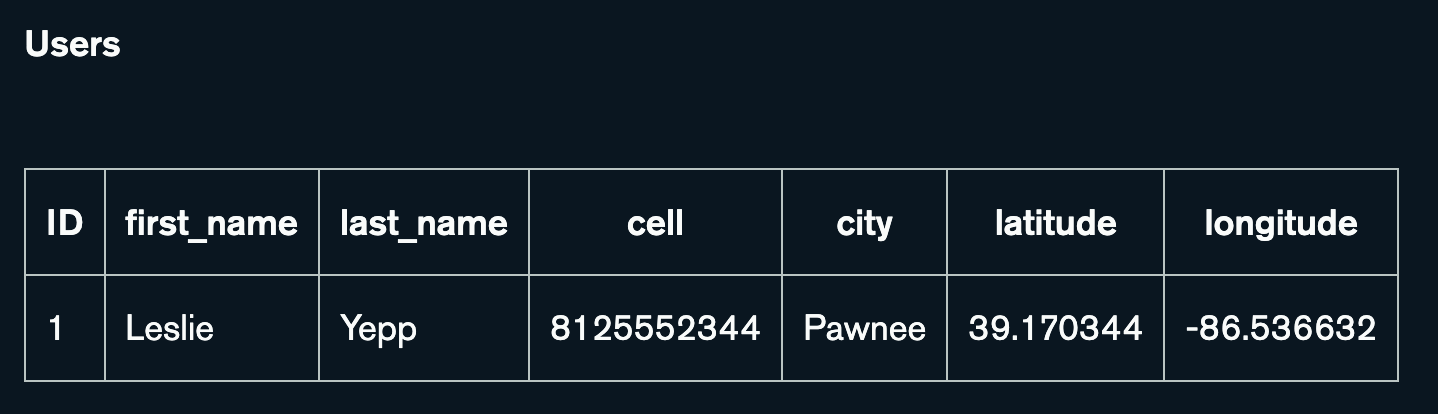 Users
ID first_name last_name cell city latitude longitude
1 Leslie Yepp 8125552344 Pawnee 39.170344 -86.536632